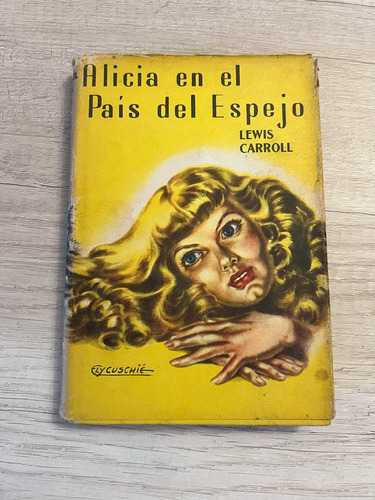 Alicia en el
País del Espejo
LEWIS
CARROLL